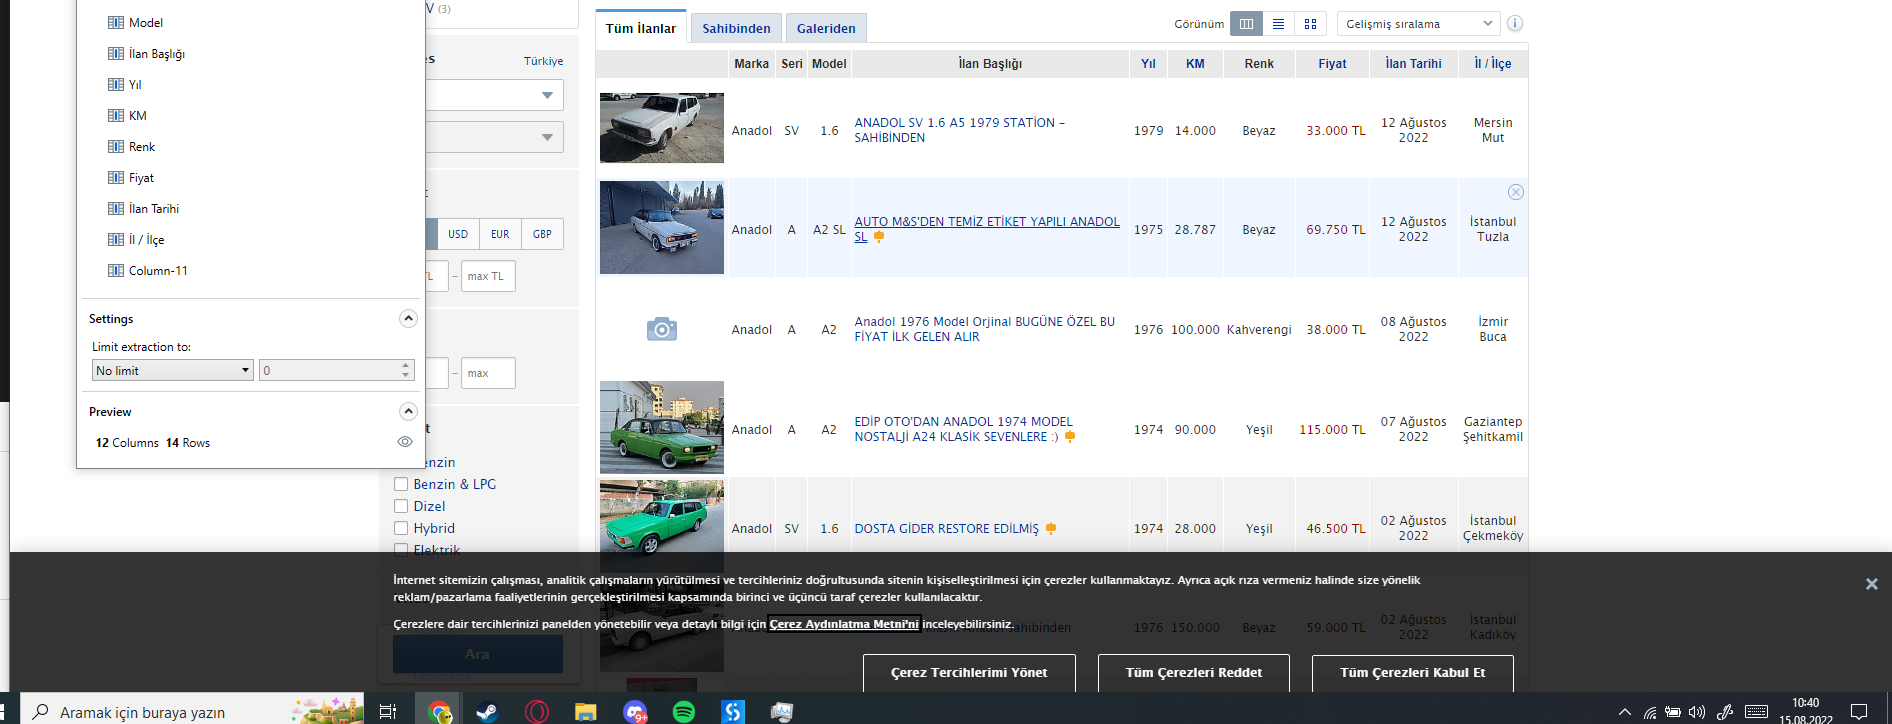 Model
İlan Başlığı
Yıl
KM
Renk
Fiyat
İlan Tarihi
İl / İlçe
Column-11
Settings
Limit extraction to:
No limit 0
Preview
12 Columns 14 Rows
V (3)
es Türkiye
t
USD EUR GBP
TL – max TL
– max
t
Benzin
Benzin & LPG
Dizel
Hybrid
Elektrik
Ara
Tüm İlanlar Sahibinden Galeriden
Görünüm Gelişmiş sıralama
Marka Seri Model İlan Başlığı Yıl KM Renk Fiyat İlan Tarihi İl / İlçe
Anadol SV 1.6 ANADOL SV 1.6 A5 1979 STATİON – SAHİBİNDEN 1979 14.000 Beyaz 33.000 TL 12 Ağustos 2022 Mersin Mut
Anadol A A2 SL AUTO M&S'DEN TEMİZ ETİKET YAPILI ANADOL SL 1975 28.787 Beyaz 69.750 TL 12 Ağustos 2022 İstanbul Tuzla
Anadol A A2 Anadol 1976 Model Orjinal BUGÜNE ÖZEL BU FİYAT İLK GELEN ALIR 1976 100.000 Kahverengi 38.000 TL 08 Ağustos 2022 İzmir Buca
Anadol A A2 EDİP OTO'DAN ANADOL 1974 MODEL NOSTALJİ A24 KLASİK SEVENLERE :) 1974 90.000 Yeşil 115.000 TL 07 Ağustos 2022 Gaziantep Şehitkamil
Anadol SV 1.6 DOSTA GİDER RESTORE EDİLMİŞ 1974 28.000 Yeşil 46.500 TL 02 Ağustos 2022 İstanbul Çekmeköy
Anadol sahibinden 1976 150.000 Beyaz 59.000 TL 02 Ağustos 2022 İstanbul Kadıköy
İnternet sitemizin çalışması, analitik çalışmaların yürütülmesi ve tercihleriniz doğrultusunda sitenin kişiselleştirilmesi için çerezler kullanmaktayız. Ayrıca açık rıza vermeniz halinde size yönelik
reklam/pazarlama faaliyetlerinin gerçekleştirilmesi kapsamında birinci ve üçüncü taraf çerezler kullanılacaktır.
Çerezlere dair tercihlerinizi panelden yönetebilir veya detaylı bilgi için Çerez Aydınlatma Metni'ni inceleyebilirsiniz.
Çerez Tercihlerimi Yönet Tüm Çerezleri Reddet Tüm Çerezleri Kabul Et
Aramak için buraya yazın
9+
10:40
15.08.2022